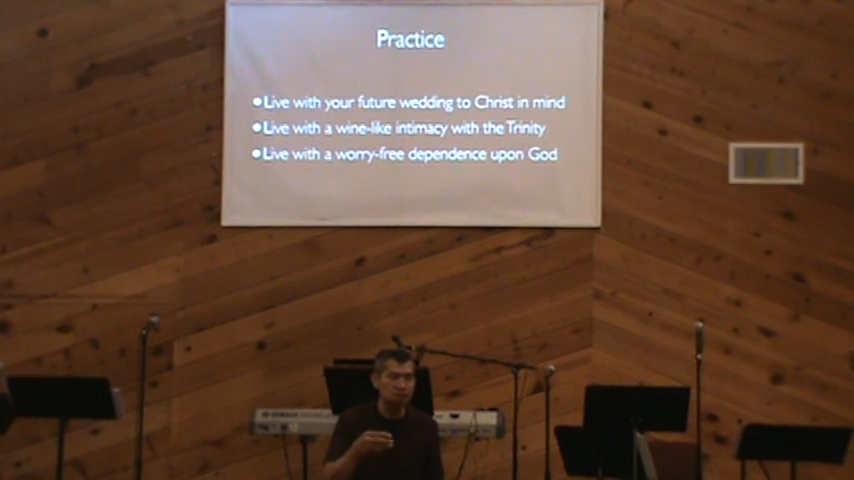 Practice
•Live with your future wedding to Christ in mind
•Live with a wine-like intimacy with the Trinity
•Live with a worry-free dependence upon God
YAMAHA